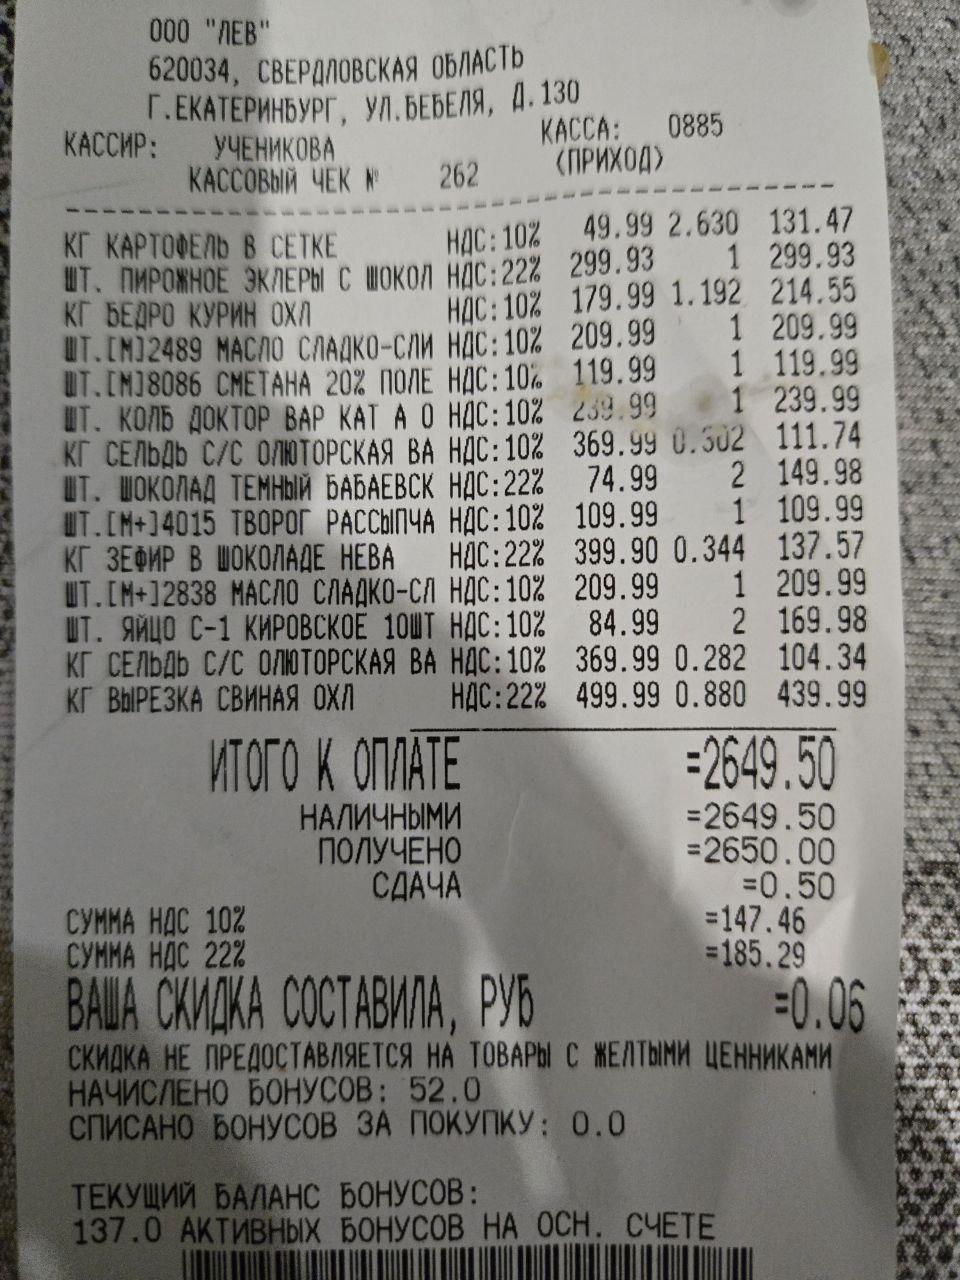 ООО "ЛЕВ"
620034, СВЕРДЛОВСКАЯ ОБЛАСТЬ
Г.ЕКАТЕРИНБУРГ, УЛ.БЕБЕЛЯ, Д.130
КАССИР: УЧЕНИКОВА КАССА: 0885
КАССОВЫЙ ЧЕК № 262 <ПРИХОД>
КГ КАРТОФЕЛЬ В СЕТКЕ НДС:10% 49.99 2.630 131.47
ШТ. ПИРОЖНОЕ ЭКЛЕРЫ С ШОКОЛ НДС:22% 299.93 1 299.93
КГ БЕДРО КУРИН ОХЛ НДС:10% 179.99 1.192 214.55
ШТ.[М]2489 МАСЛО СЛАДКО-СЛИ НДС:10% 209.99 1 209.99
ШТ.[М]8086 СМЕТАНА 20% ПОЛЕ НДС:10% 119.99 1 119.99
ШТ. КОЛБ ДОКТОР ВАР КАТ А О НДС:10% 239.99 1 239.99
КГ СЕЛЬДЬ С/С ОЛЮТОРСКАЯ ВА НДС:10% 369.99 0.302 111.74
ШТ. ШОКОЛАД ТЕМНЫЙ БАБАЕВСК НДС:22% 74.99 2 149.98
ШТ.[М+]4015 ТВОРОГ РАССЫПЧА НДС:10% 109.99 1 109.99
КГ ЗЕФИР В ШОКОЛАДЕ НЕВА НДС:22% 399.90 0.344 137.57
ШТ.[М+]2838 МАСЛО СЛАДКО-СЛ НДС:10% 209.99 1 209.99
ШТ. ЯЙЦО С-1 КИРОВСКОЕ 10ШТ НДС:10% 84.99 2 169.98
КГ СЕЛЬДЬ С/С ОЛЮТОРСКАЯ ВА НДС:10% 369.99 0.282 104.34
КГ ВЫРЕЗКА СВИНАЯ ОХЛ НДС:22% 499.99 0.880 439.99
ИТОГО К ОПЛАТЕ =2649.50
НАЛИЧНЫМИ =2649.50
ПОЛУЧЕНО =2650.00
СДАЧА =0.50
СУММА НДС 10% =147.46
СУММА НДС 22% =185.29
ВАША СКИДКА СОСТАВИЛА, РУБ =0.06
СКИДКА НЕ ПРЕДОСТАВЛЯЕТСЯ НА ТОВАРЫ С ЖЕЛТЫМИ ЦЕННИКАМИ
НАЧИСЛЕНО БОНУСОВ: 52.0
СПИСАНО БОНУСОВ ЗА ПОКУПКУ: 0.0
ТЕКУЩИЙ БАЛАНС БОНУСОВ:
137.0 АКТИВНЫХ БОНУСОВ НА ОСН. СЧЕТЕ